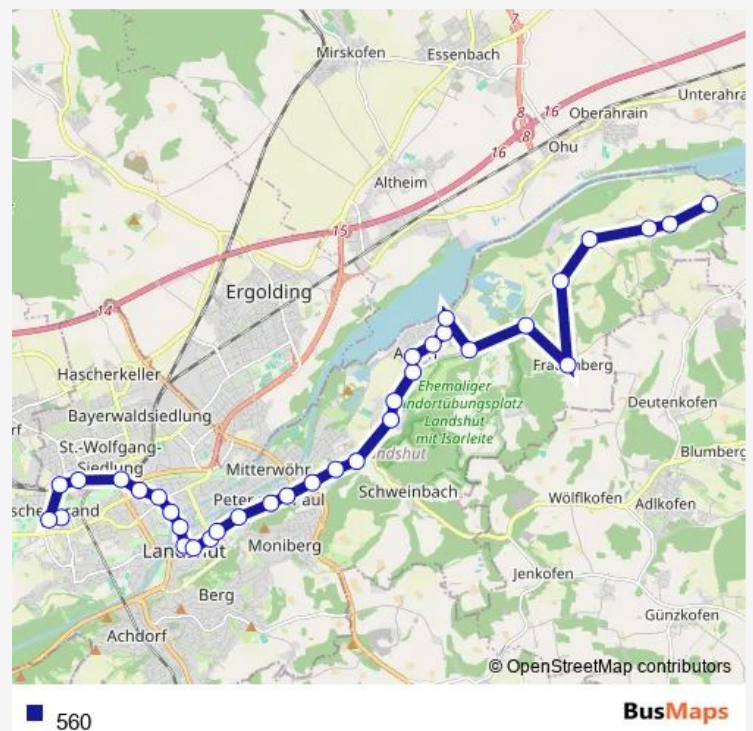 7
Mirskofen
Essenbach
Unterahra
8
16
Oberahrain
8
16
Ohu
Altheim
15
Ergolding
14
Hascherkeller
Bayerwaldsiedlung
St.-Wolfgang-
Siedlung
Mitterwöhr
Ehemaliger
Landshut
mit Isarleite
Deutenkofen
Blumberg
Schweinbach
Wölflkofen
Adlkofen
Moniberg
Jenkofen
Berg
Günzkofen
Achdorf
© OpenStreetMap contributors
560
BusMaps